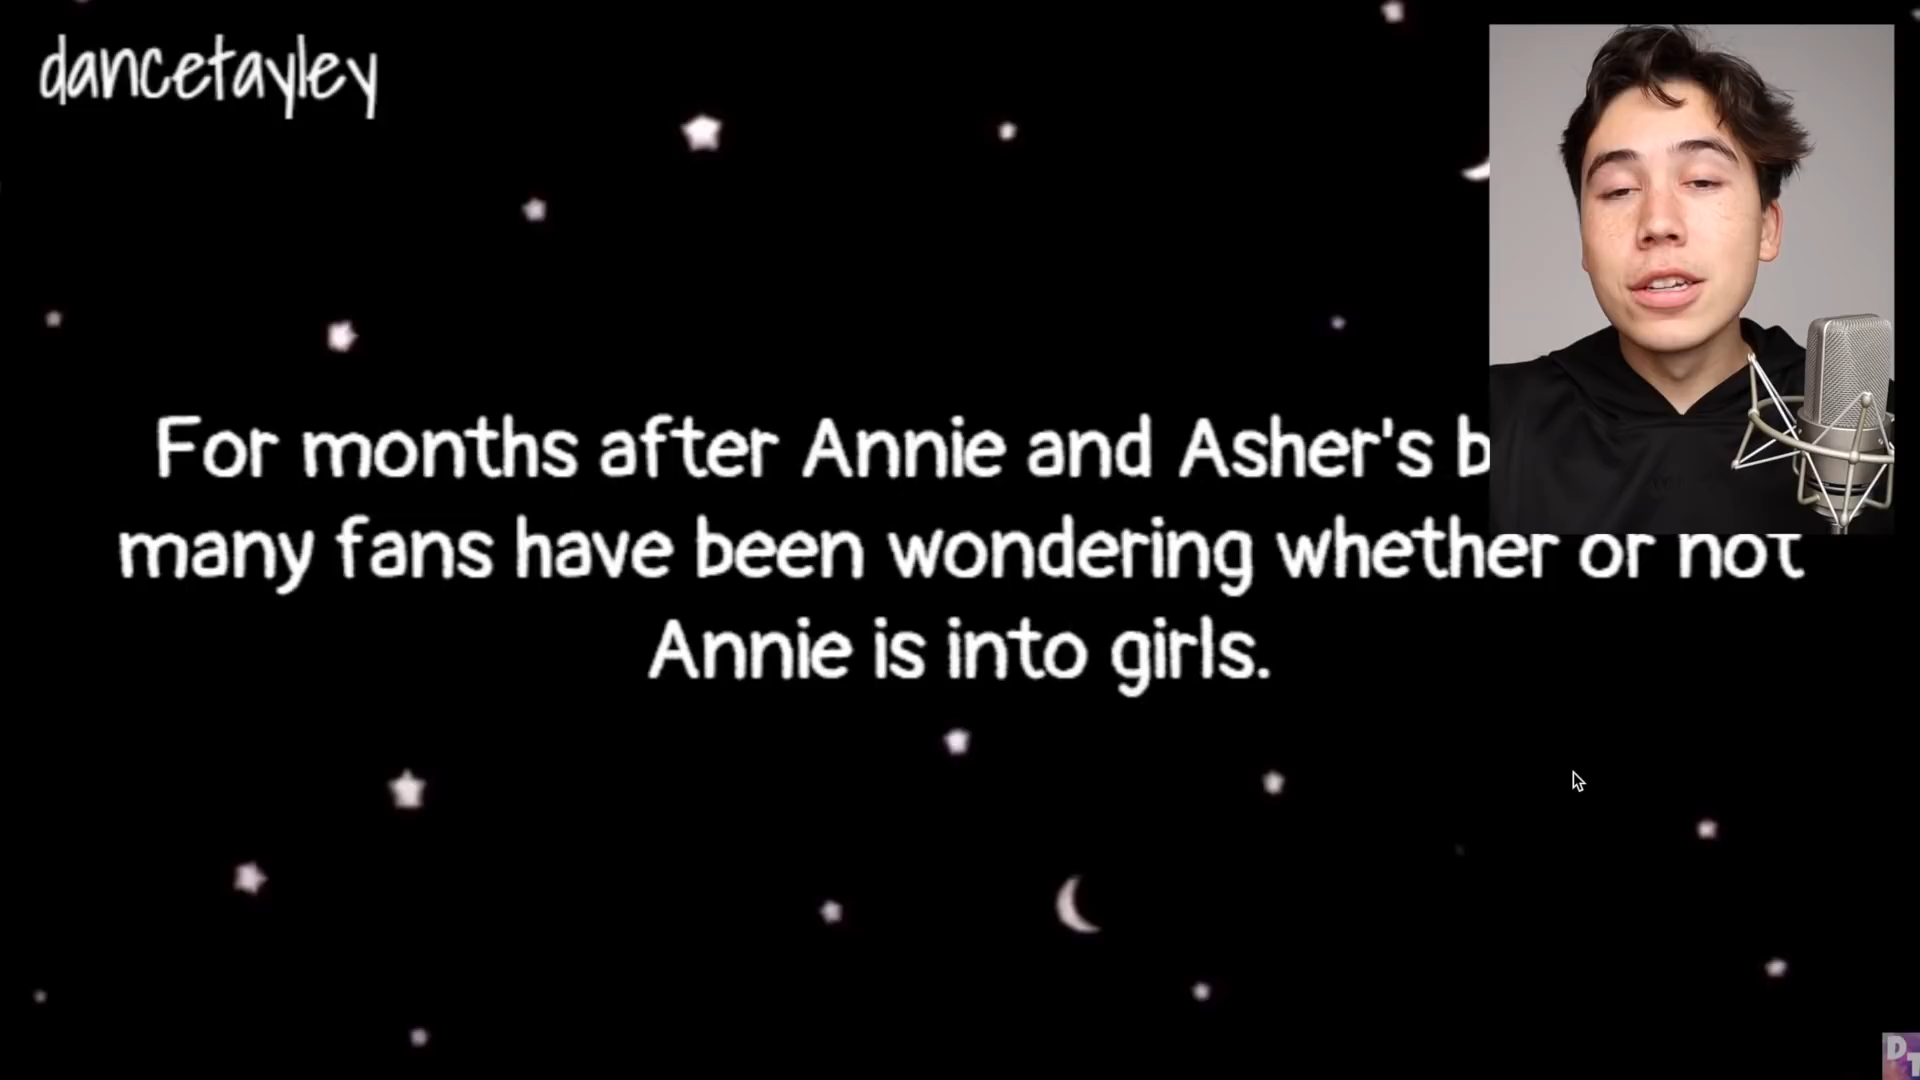 dancetayley
For months after Annie and Asher's
many fans have been wondering whether or not
Annie is into girls.
DT